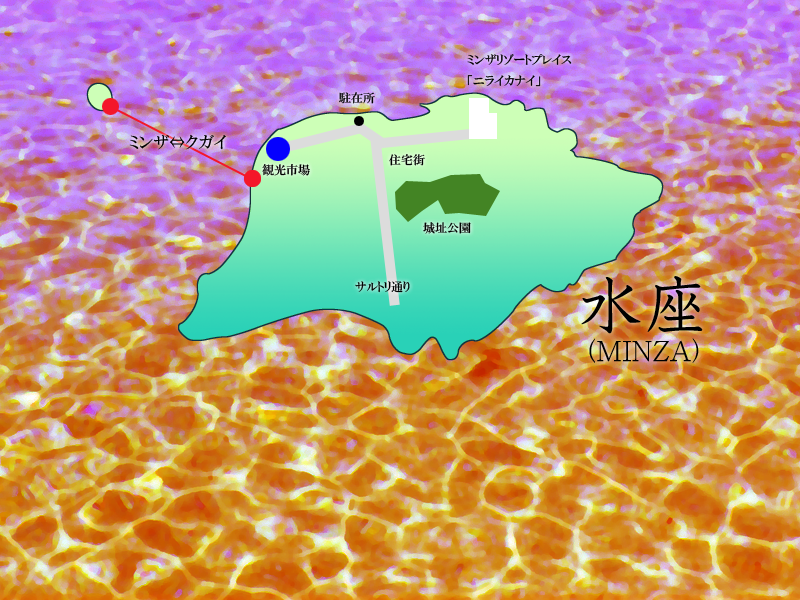 ミンザリゾートプレイス
「ニライカナイ」
駐在所
ミンザ⇔クガイ
観光市場
住宅街
城址公園
サルトリ通り
水座
(MINZA)